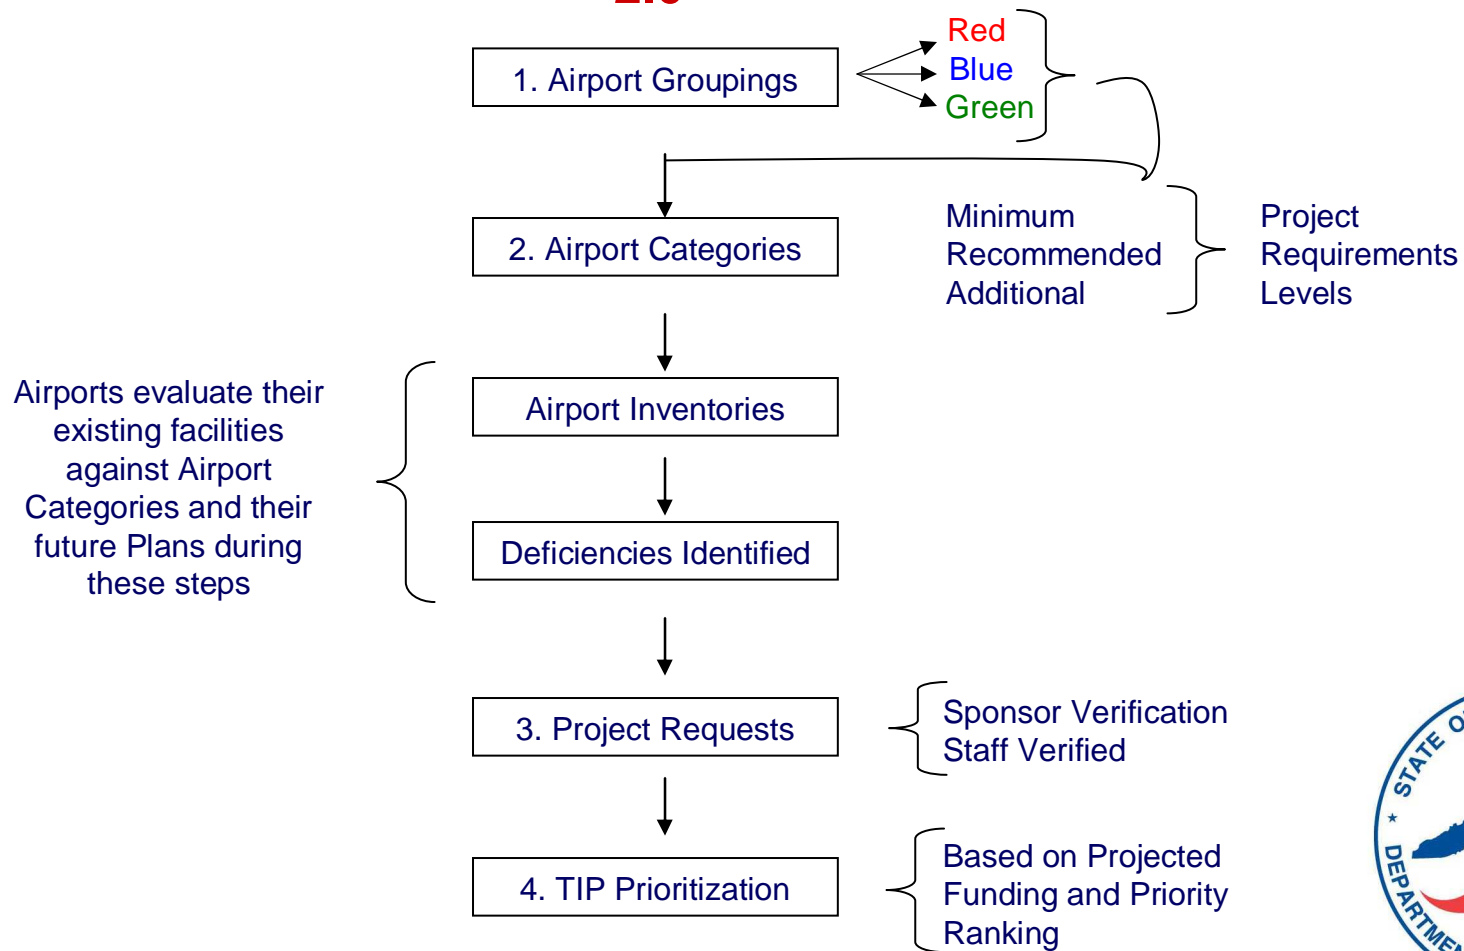 1. Airport Groupings
Red
Blue
Green
2. Airport Categories
Minimum
Recommended
Additional
Project
Requirements
Levels
Airports evaluate their
existing facilities
against Airport
Categories and their
future Plans during
these steps
Airport Inventories
Deficiencies Identified
3. Project Requests
Sponsor Verification
Staff Verified
4. TIP Prioritization
Based on Projected
Funding and Priority
Ranking
STATE